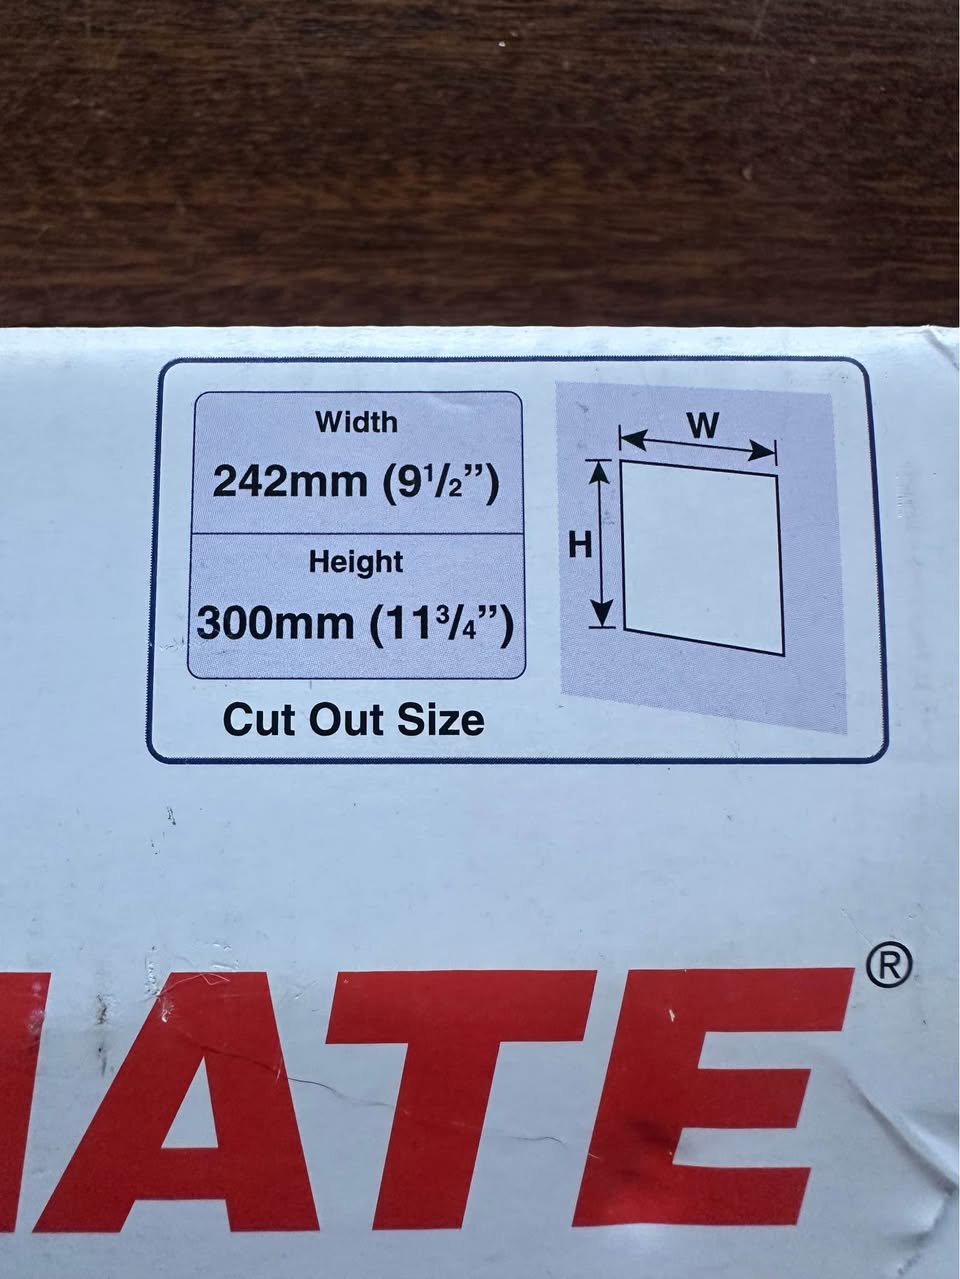 Width
242mm (9¹/₂”)
Height
300mm (11³/₄”)
Cut Out Size
W
H
ATE®